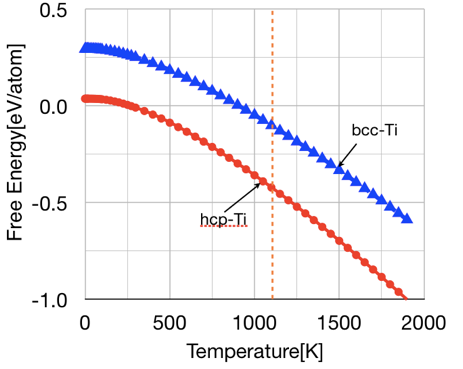 0.5
0.0
-0.5
-1.0
Free Energy[eV/atom]
bcc-Ti
hcp-Ti
0 500 1000 1500 2000
Temperature[K]